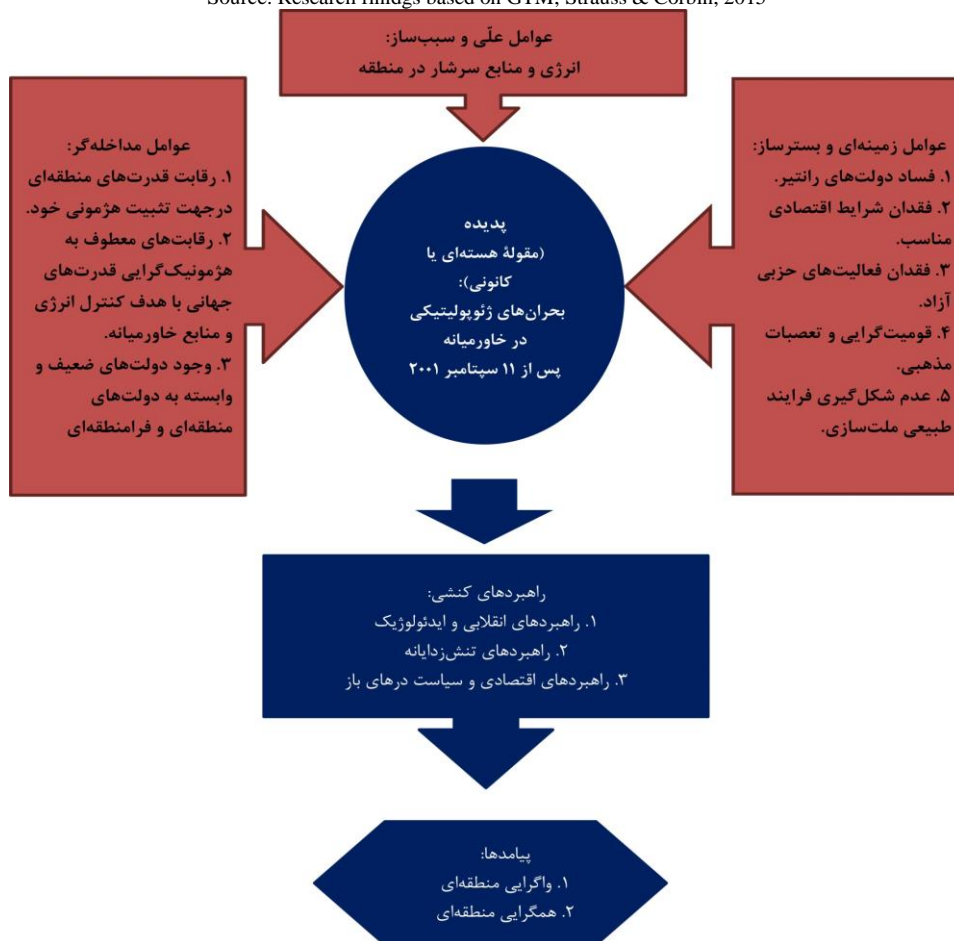 Source: Research finidgs based on GTM, Strauss & Corbin, 2015
عوامل علّی و سبب‌ساز:
انرژی و منابع سرشار در منطقه
عوامل زمینه‌ای و بسترساز:
۱. فساد دولت‌های رانتیر.
۲. فقدان شرایط اقتصادی
مناسب.
۳. فقدان فعالیت‌های حزبی
آزاد.
۴. قومیت‌گرایی و تعصبات
مذهبی.
۵. عدم شکل‌گیری فرایند
طبیعی ملت‌سازی.
پدیده
(مقولهٔ هسته‌ای یا
کانونی):
بحران‌های ژئوپولیتیکی
در خاورمیانه
پس از ۱۱ سپتامبر ۲۰۰۱
عوامل مداخله‌گر:
۱. رقابت قدرت‌های منطقه‌ای
درجهت تثبیت هژمونی خود.
۲. رقابت‌های معطوف به
هژمونیک‌گرایی قدرت‌های
جهانی با هدف کنترل انرژی
و منابع خاورمیانه.
۳. وجود دولت‌های ضعیف و
وابسته به دولت‌های
منطقه‌ای و فرامنطقه‌ای
راهبردهای کنشی:
۱. راهبردهای انقلابی و ایدئولوژیک
۲. راهبردهای تنش‌زدایانه
۳. راهبردهای اقتصادی و سیاست درهای باز
پیامدها:
۱. واگرایی منطقه‌ای
۲. همگرایی منطقه‌ای